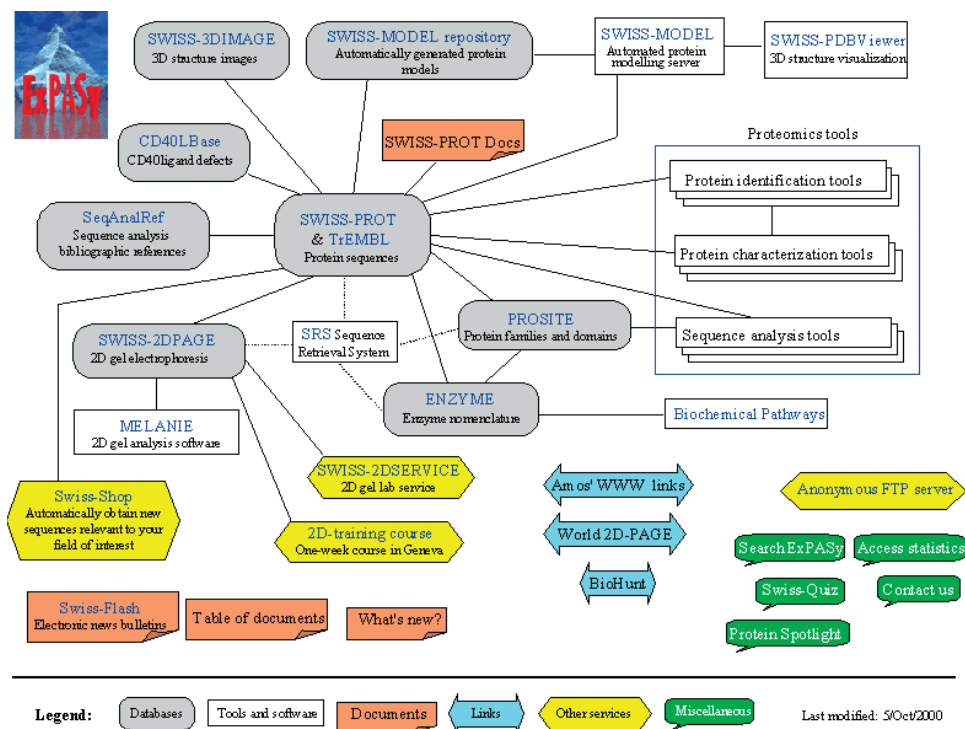 ExPASy
SWISS-3DIMAGE
3D structure images
SWISS-MODEL repository
Automatically generated protein
models
SWISS-MODEL
Automated protein
modelling server
SWISS-PDBViewer
3D structure visualization
CD40LBase
CD40ligand defects
SWISS-PROT Docs
Proteomics tools
Protein identification tools
SeqAnalRef
Sequence analysis
bibliographic references
SWISS-PROT
& TrEMBL
Protein sequences
Protein characterization tools
SWISS-2DPAGE
2D gel electrophoresis
SRS Sequence
Retrieval System
PROSITE
Protein families and domains
Sequence analysis tools
ENZYME
Enzyme nomenclature
Biochemical Pathways
MELANIE
2D gel analysis software
SWISS-2DSERVICE
2D gel lab service
Amos' WWW links
Anonymous FTP server
Swiss-Shop
Automatically obtain new
sequences relevant to your
field of interest
2D-training course
One-week course in Geneva
World 2D-PAGE
Search ExPASy
Access statistics
BioHunt
Swiss-Quiz
Contact us
Swiss-Flash
Electronic news bulletins
Table of documents
What's new?
Protein Spotlight
Legend:
Databases
Tools and software
Documents
Links
Other services
Miscellaneous
Last modified: 5/Oct/2000